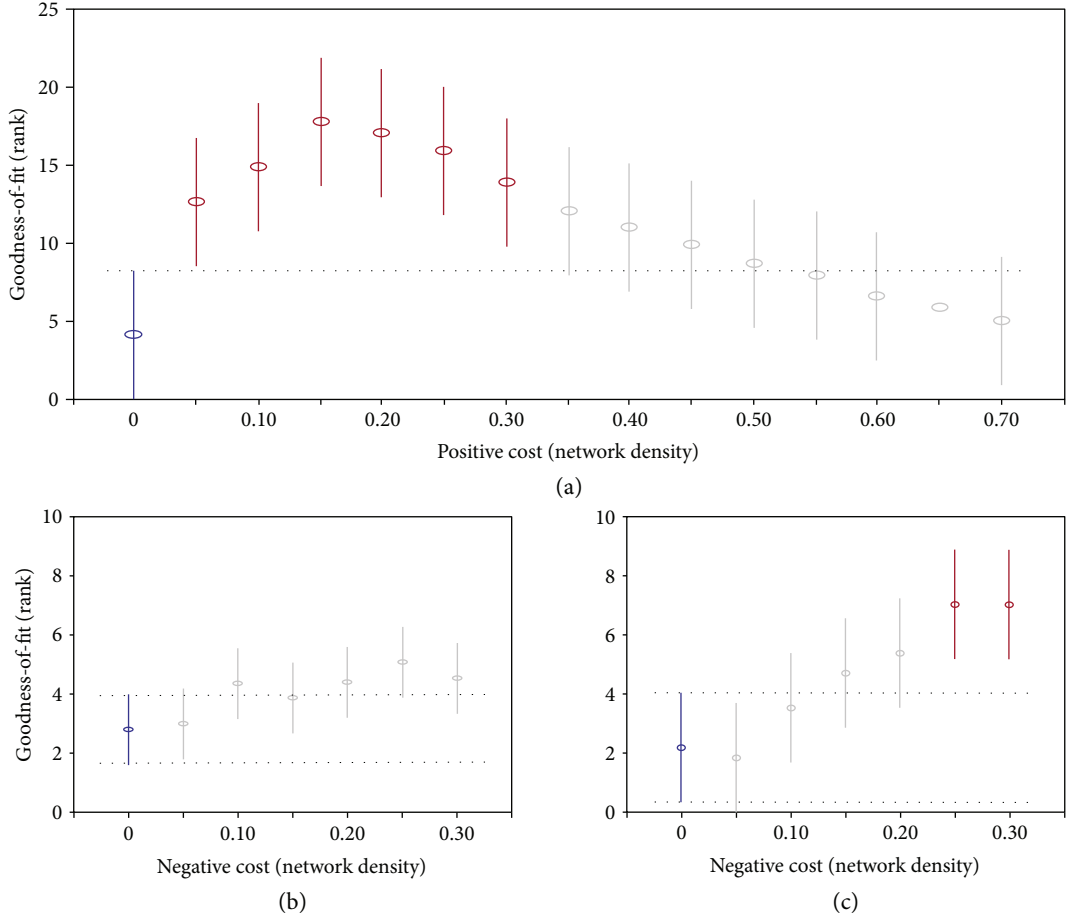 25
20
15
10
5
0
Goodness-of-fit (rank)
0 0.10 0.20 0.30 0.40 0.50 0.60 0.70
Positive cost (network density)
(a)
10
8
6
4
2
0
Goodness-of-fit (rank)
0 0.10 0.20 0.30
Negative cost (network density)
(b)
10
8
6
4
2
0
0 0.10 0.20 0.30
Negative cost (network density)
(c)